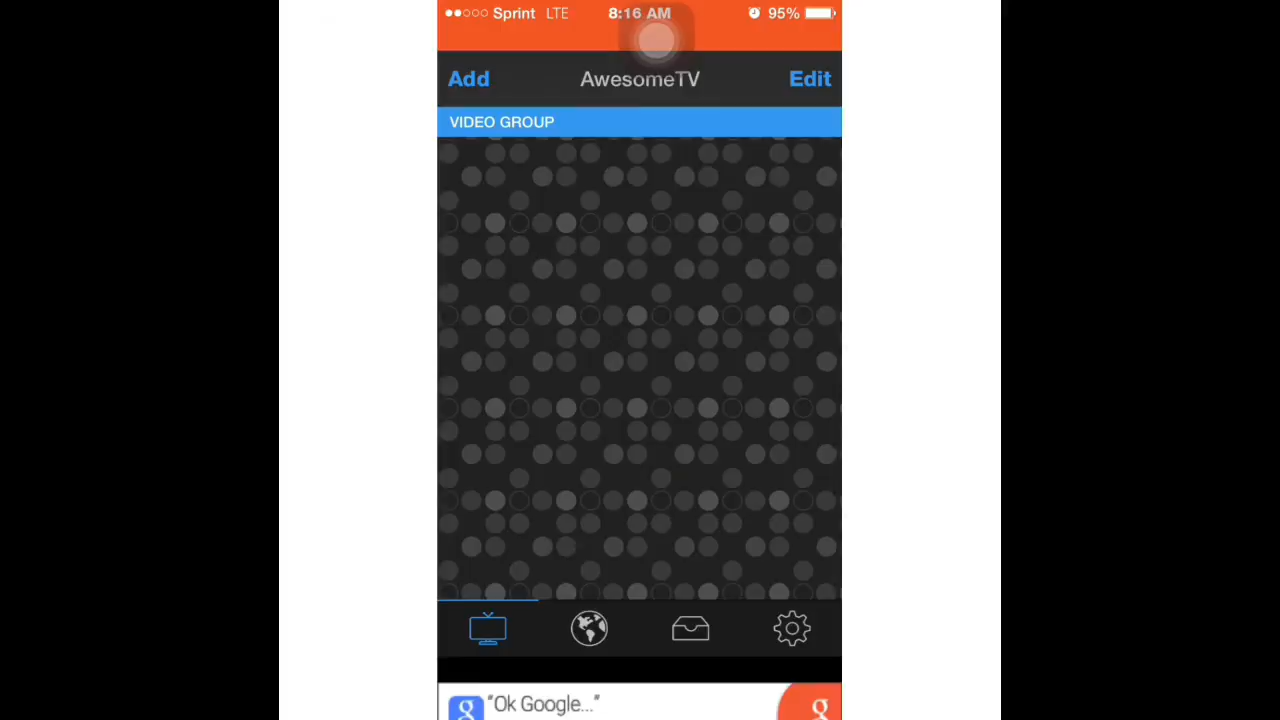 Sprint LTE 8:16 AM 95%
Add AwesomeTV Edit
VIDEO GROUP
g "Ok Google..." g